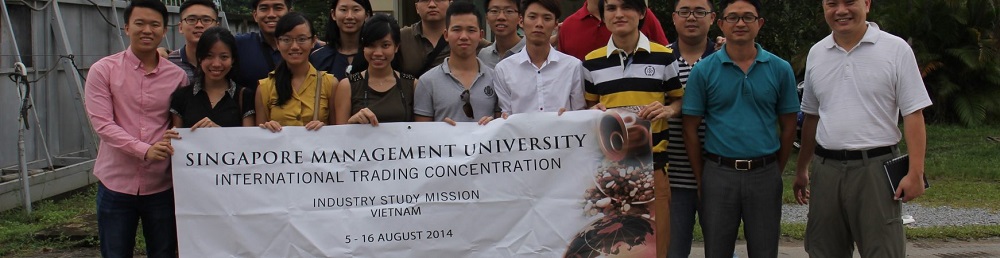 SINGAPORE MANAGEMENT UNIVERSITY
INTERNATIONAL TRADING CONCENTRATION
INDUSTRY STUDY MISSION
VIETNAM
5 - 16 AUGUST 2014